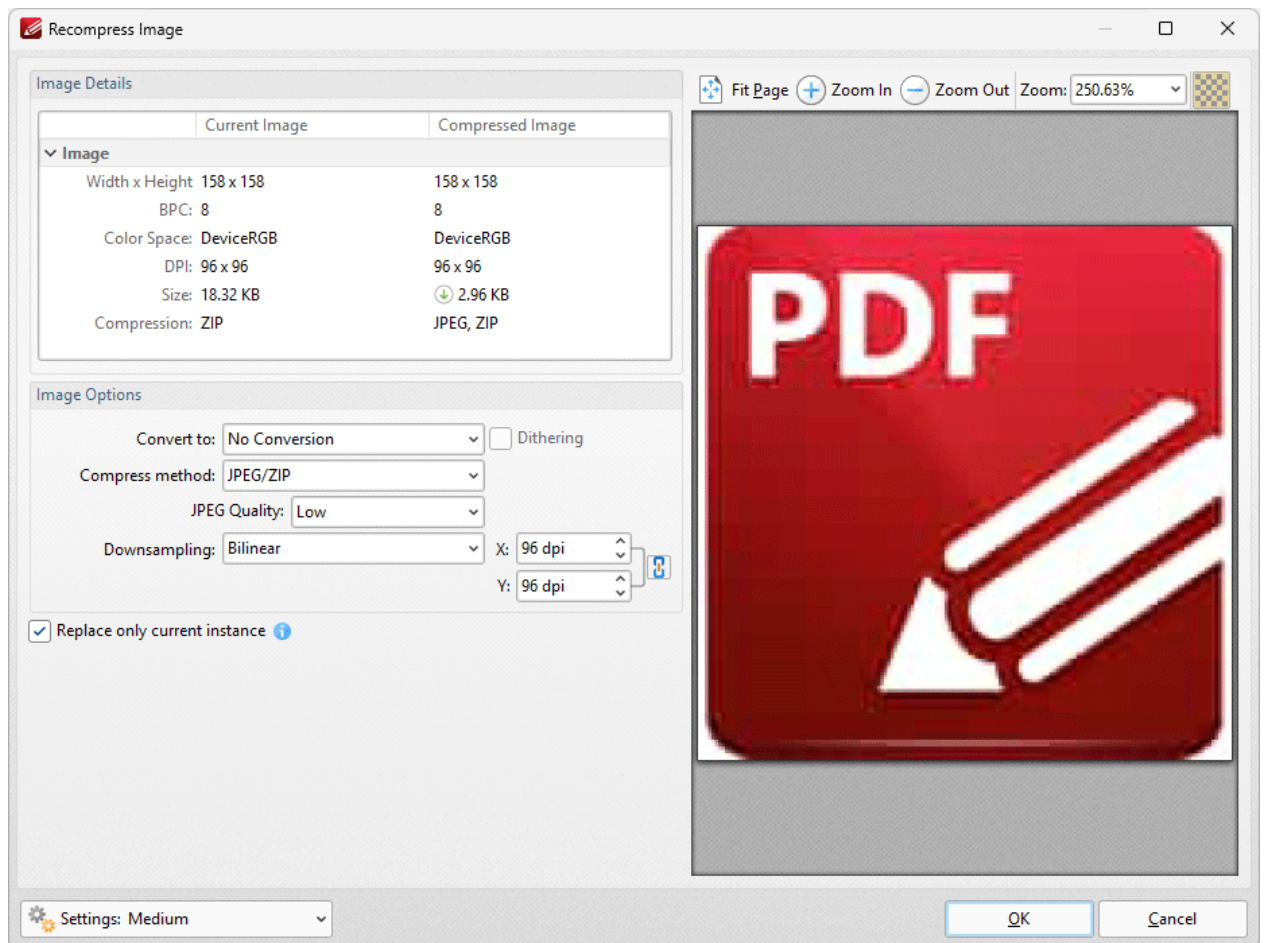 Recompress Image
Image Details
Current Image Compressed Image
Image
Width x Height 158 x 158 158 x 158
BPC: 8 8
Color Space: DeviceRGB DeviceRGB
DPI: 96 x 96 96 x 96
Size: 18.32 KB 2.96 KB
Compression: ZIP JPEG, ZIP
Image Options
Convert to: No Conversion Dithering
Compress method: JPEG/ZIP
JPEG Quality: Low
Downsampling: Bilinear X: 96 dpi
Y: 96 dpi
Replace only current instance
Fit Page Zoom In Zoom Out Zoom: 250.63%
PDF
Settings: Medium
OK Cancel